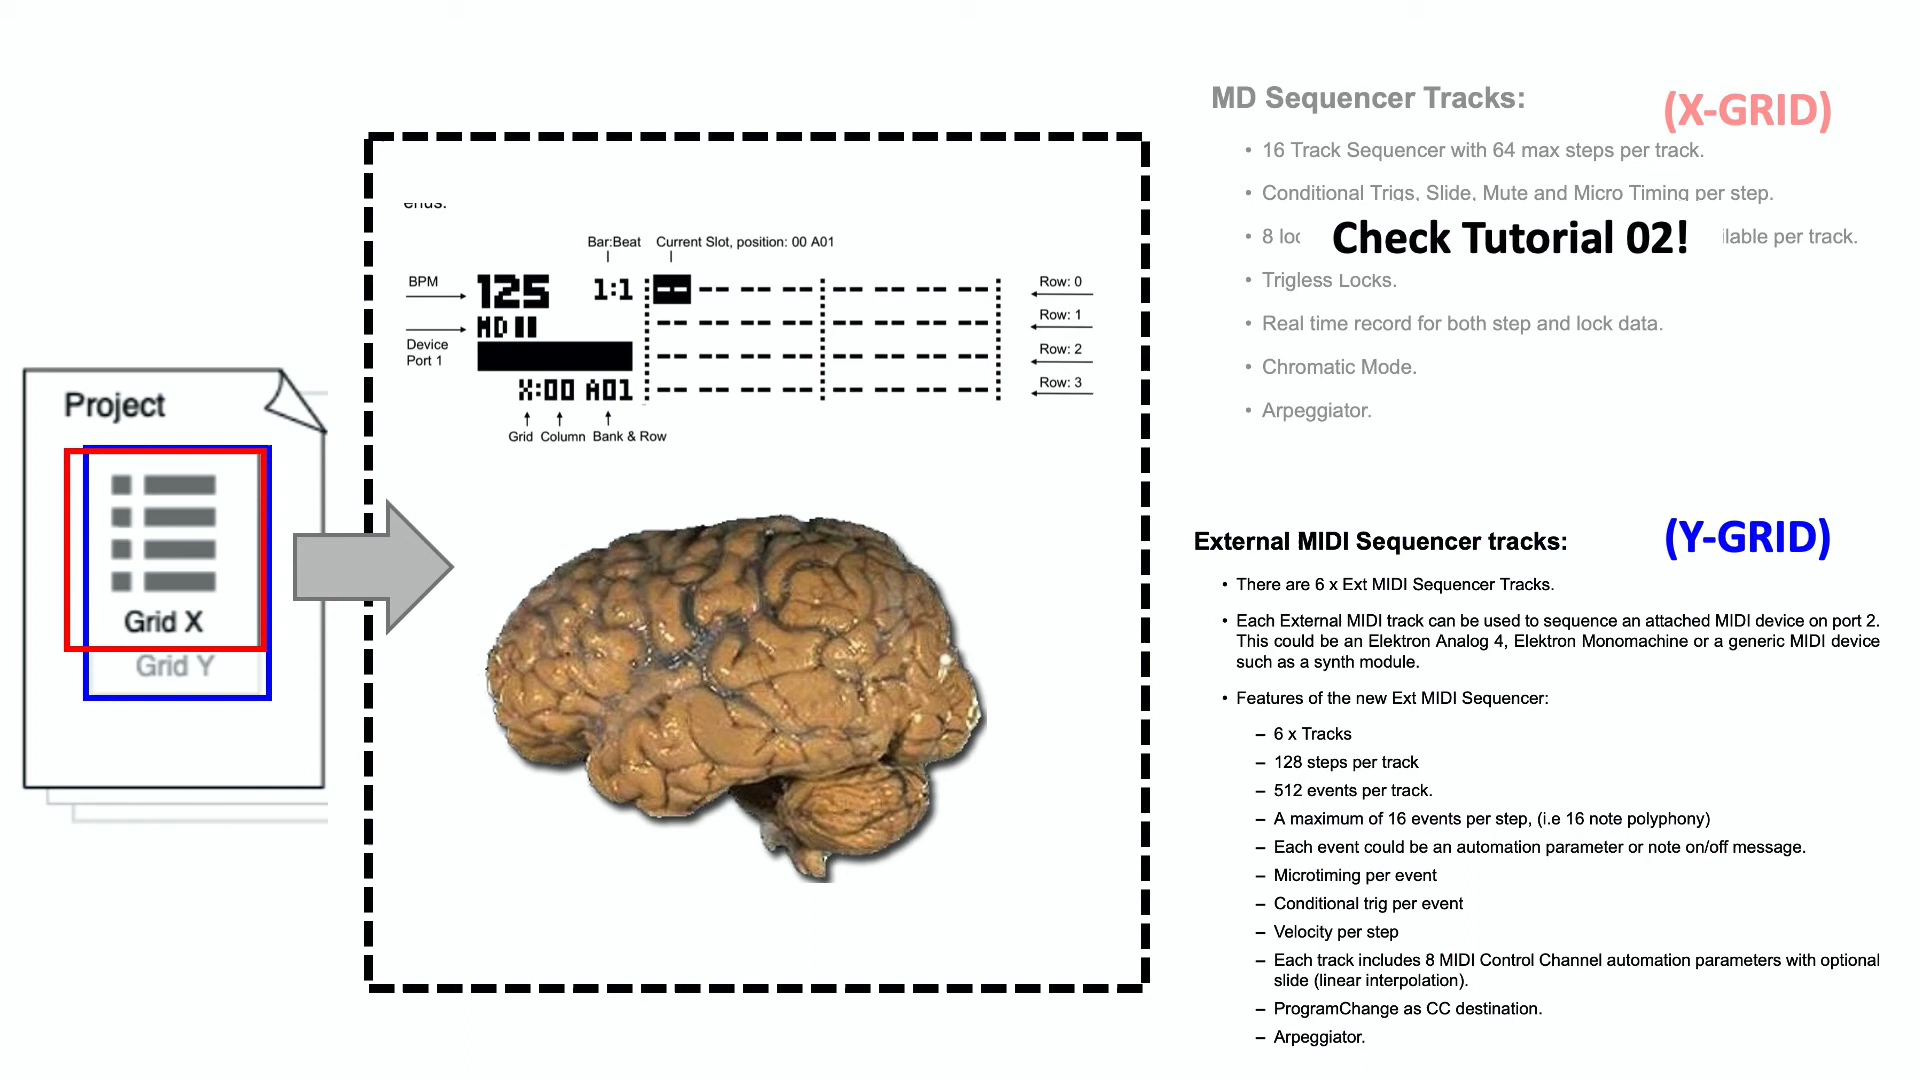 Project
Grid X
Grid Y
Bar:Beat
Current Slot, position: 00 A01
BPM
125
1:1
MD
Device
Port 1
X:00 A01
Grid
Column
Bank & Row
Row: 0
Row: 1
Row: 2
Row: 3
MD Sequencer Tracks:
(X-GRID)
• 16 Track Sequencer with 64 max steps per track.
• Conditional Trigs, Slide, Mute and Micro Timing per step.
• 8
per track.
Check Tutorial 02!
• Trigless Locks.
• Real time record for both step and lock data.
• Chromatic Mode.
• Arpeggiator.
External MIDI Sequencer tracks:
(Y-GRID)
• There are 6 x Ext MIDI Sequencer Tracks.
• Each External MIDI track can be used to sequence an attached MIDI device on port 2.
This could be an Elektron Analog 4, Elektron Monomachine or a generic MIDI device
such as a synth module.
• Features of the new Ext MIDI Sequencer:
– 6 x Tracks
– 128 steps per track
– 512 events per track.
– A maximum of 16 events per step, (i.e 16 note polyphony)
– Each event could be an automation parameter or note on/off message.
– Microtiming per event
– Conditional trig per event
– Velocity per step
– Each track includes 8 MIDI Control Channel automation parameters with optional
slide (linear interpolation).
– ProgramChange as CC destination.
– Arpeggiator.